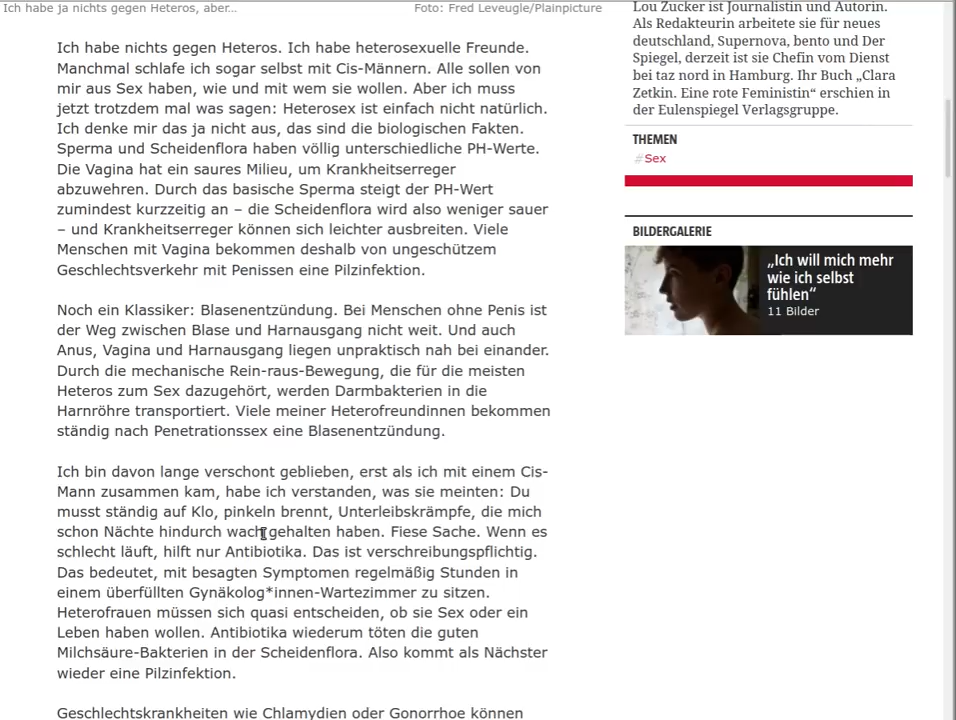 Ich habe ja nichts gegen Heteros, aber...
Foto: Fred Leveugle/Plainpicture
Ich habe nichts gegen Heteros. Ich habe heterosexuelle Freunde.
Manchmal schlafe ich sogar selbst mit Cis-Männern. Alle sollen von
mir aus Sex haben, wie und mit wem sie wollen. Aber ich muss
jetzt trotzdem mal was sagen: Heterosex ist einfach nicht natürlich.
Ich denke mir das ja nicht aus, das sind die biologischen Fakten.
Sperma und Scheidenflora haben völlig unterschiedliche PH-Werte.
Die Vagina hat ein saures Milieu, um Krankheitserreger
abzuwehren. Durch das basische Sperma steigt der PH-Wert
zumindest kurzzeitig an – die Scheidenflora wird also weniger sauer
– und Krankheitserreger können sich leichter ausbreiten. Viele
Menschen mit Vagina bekommen deshalb von ungeschütztem
Geschlechtsverkehr mit Penissen eine Pilzinfektion.
Noch ein Klassiker: Blasenentzündung. Bei Menschen ohne Penis ist
der Weg zwischen Blase und Harnausgang nicht weit. Und auch
Anus, Vagina und Harnausgang liegen unpraktisch nah bei einander.
Durch die mechanische Rein-raus-Bewegung, die für die meisten
Heteros zum Sex dazugehört, werden Darmbakterien in die
Harnröhre transportiert. Viele meiner Heterofreundinnen bekommen
ständig nach Penetrationssex eine Blasenentzündung.
Ich bin davon lange verschont geblieben, erst als ich mit einem Cis-
Mann zusammen kam, habe ich verstanden, was sie meinten: Du
musst ständig auf Klo, pinkeln brennt, Unterleibskrämpfe, die mich
schon Nächte hindurch wach gehalten haben. Fiese Sache. Wenn es
schlecht läuft, hilft nur Antibiotika. Das ist verschreibungspflichtig.
Das bedeutet, mit besagten Symptomen regelmäßig Stunden in
einem überfüllten Gynäkolog*innen-Wartezimmer zu sitzen.
Heterofrauen müssen sich quasi entscheiden, ob sie Sex oder ein
Leben haben wollen. Antibiotika wiederum töten die guten
Milchsäure-Bakterien in der Scheidenflora. Also kommt als Nächster
wieder eine Pilzinfektion.
Geschlechtskrankheiten wie Chlamydien oder Gonorrhoe können
Lou Zucker ist Journalistin und Autorin.
Als Redakteurin arbeitete sie für neues
deutschland, Supernova, bento und Der
Spiegel, derzeit ist sie Chefin vom Dienst
bei taz nord in Hamburg. Ihr Buch „Clara
Zetkin. Eine rote Feministin“ erschien in
der Eulenspiegel Verlagsgruppe.
THEMEN
#Sex
BILDERGALERIE
„Ich will mich mehr
wie ich selbst
fühlen“
11 Bilder